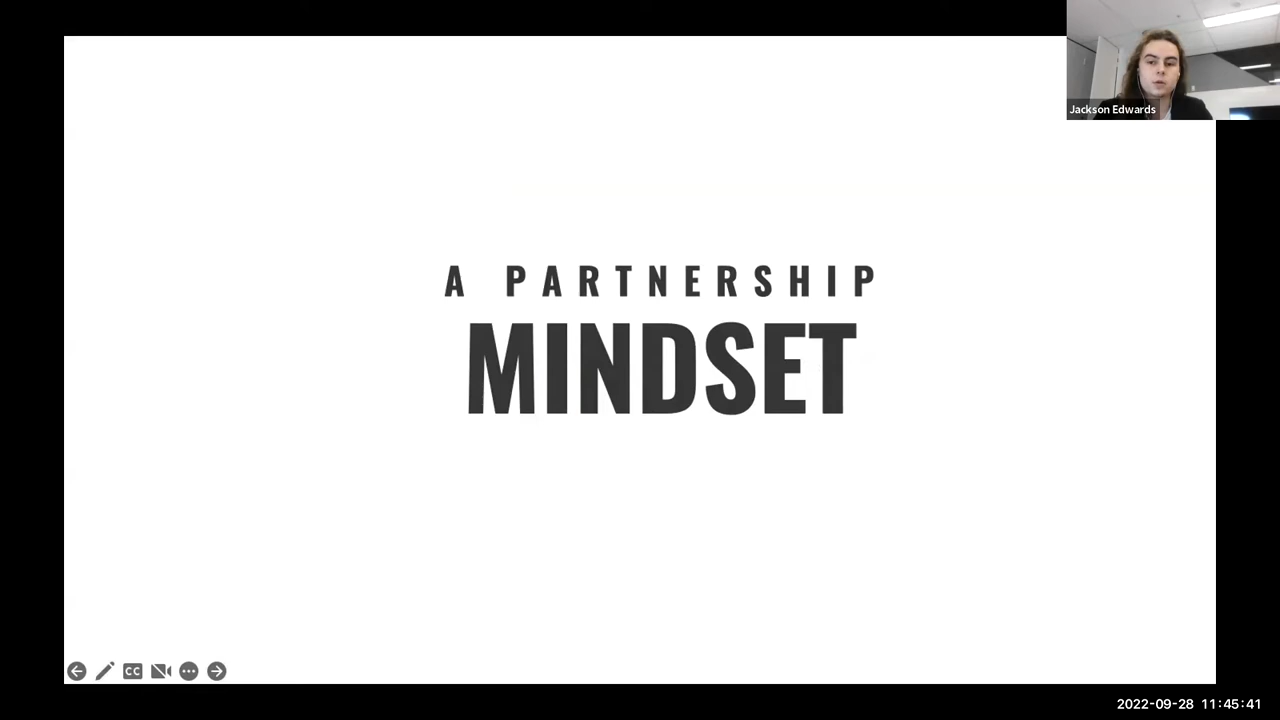 Jackson Edwards
A PARTNERSHIP
MINDSET
CC
2022-09-28 11:45:41